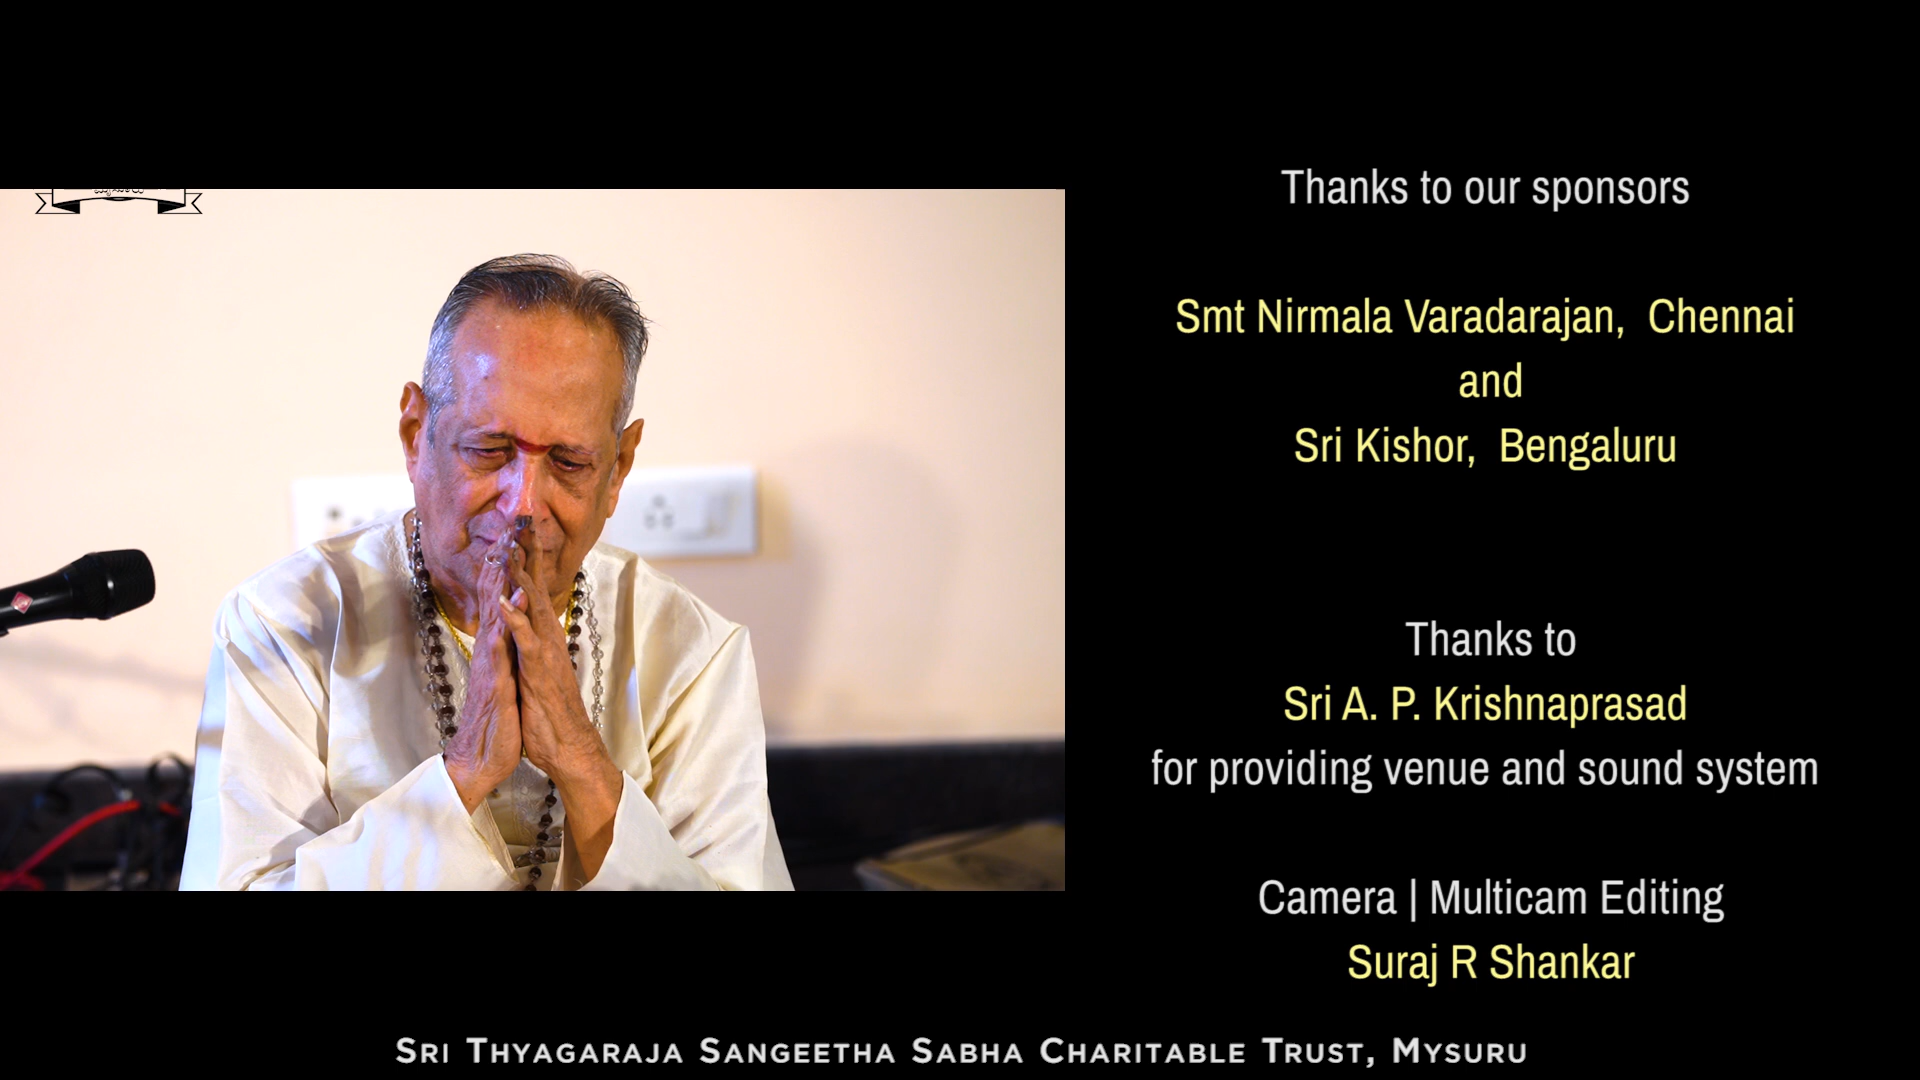 Thanks to our sponsors
Smt Nirmala Varadarajan, Chennai
and
Sri Kishor, Bengaluru
Thanks to
Sri A. P. Krishnaprasad
for providing venue and sound system
Camera | Multicam Editing
Suraj R Shankar
SRI THYAGARAJA SANGEETHA SABHA CHARITABLE TRUST, MYSURU